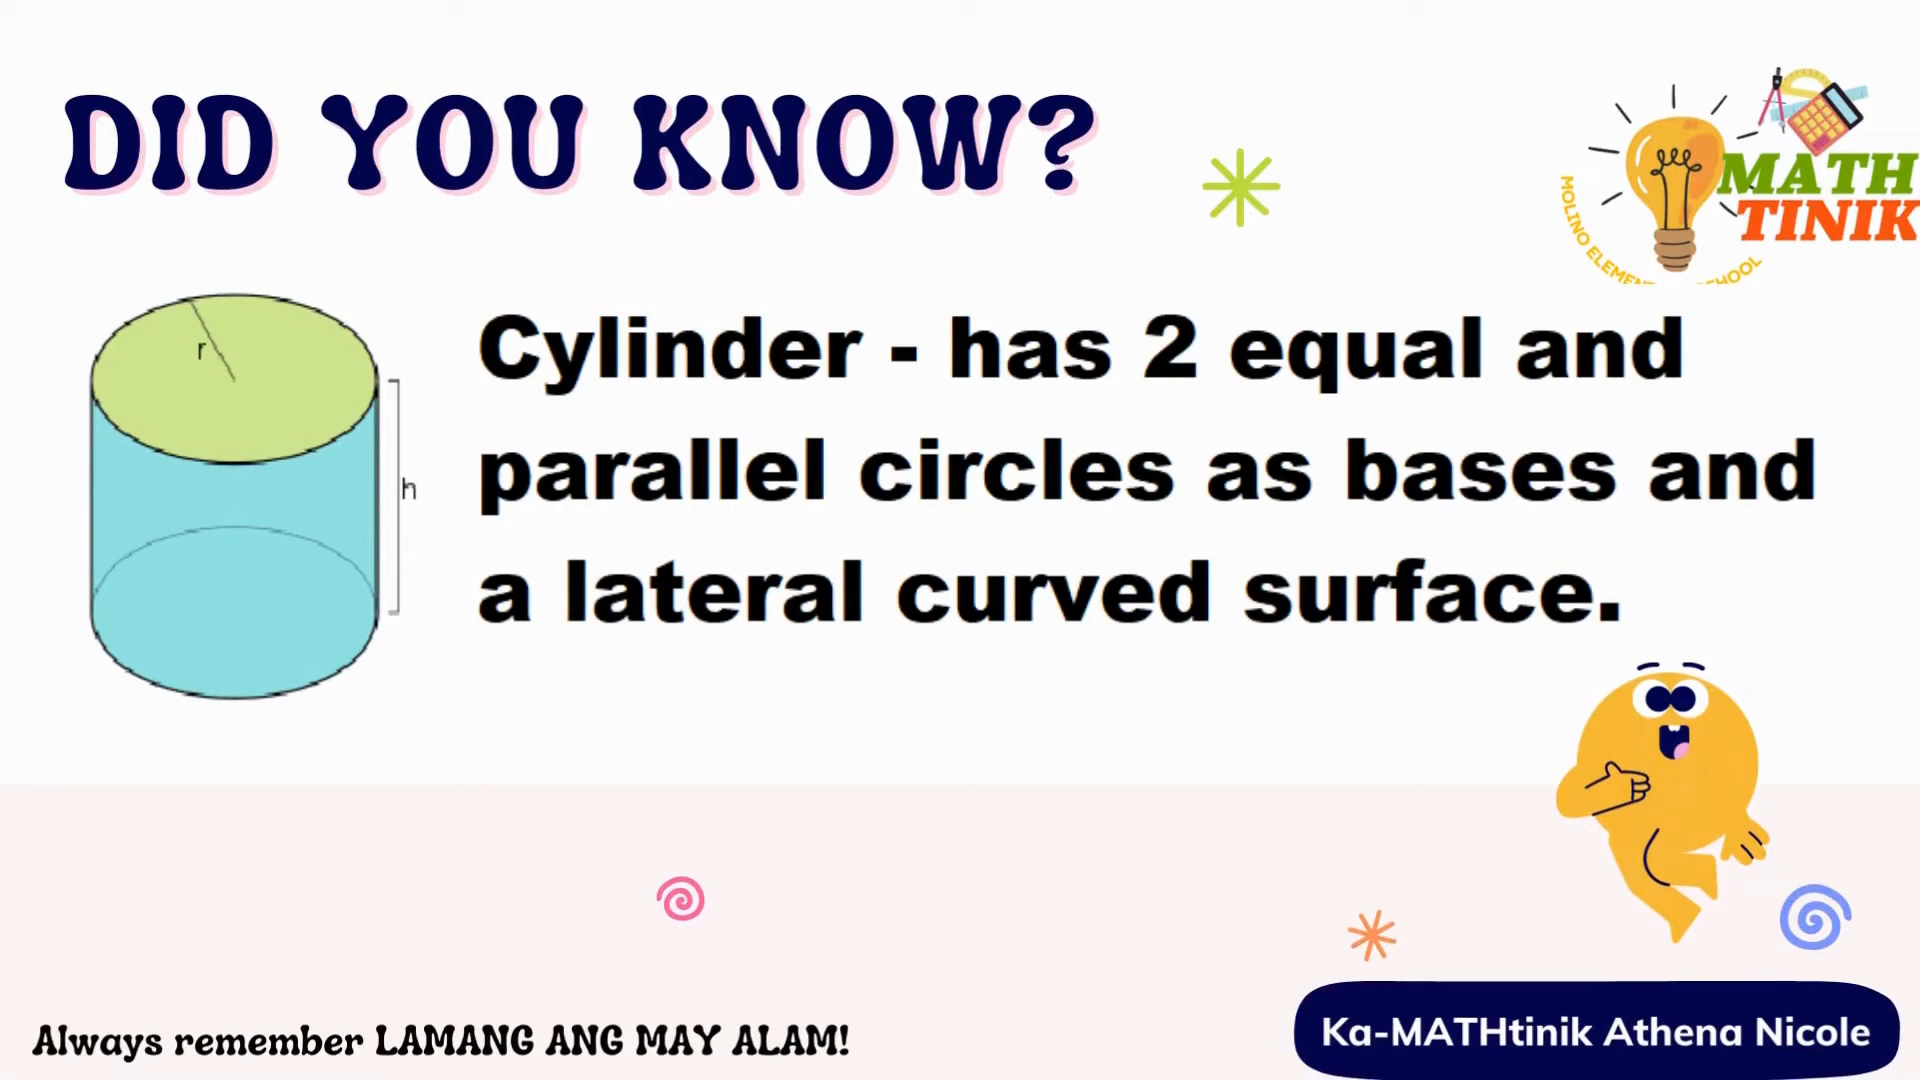 DID YOU KNOW?
MATH
TINIK
MOLINO
r
h
Cylinder - has 2 equal and
parallel circles as bases and
a lateral curved surface.
Always remember LAMANG ANG MAY ALAM!
Ka-MATHtinik Athena Nicole